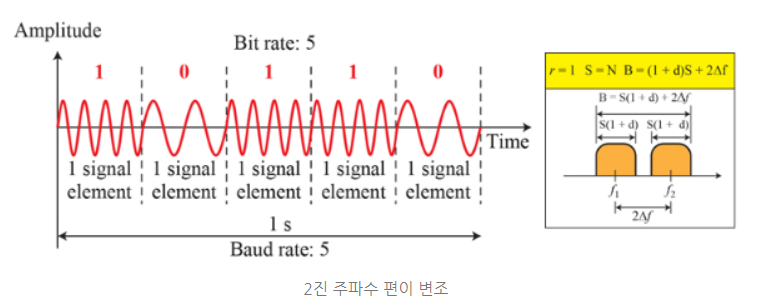 Amplitude
Bit rate: 5
1 0 1 1 0
Time
1 signal element 1 signal element 1 signal element 1 signal element 1 signal element
1 s
Baud rate: 5
r = 1 S = N B = (1 + d)S + 2Δf
B = S(1 + d) + 2Δf
S(1 + d) S(1 + d)
f₁ f₂
2Δf
2진 주파수 편이 변조